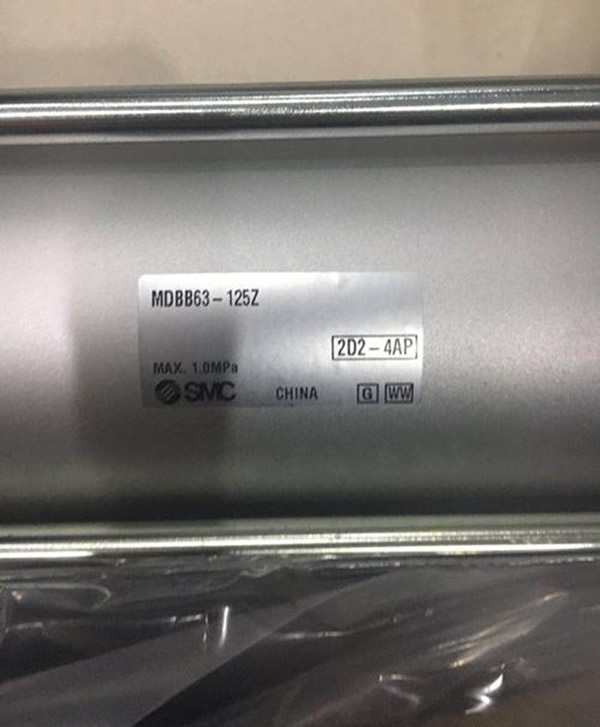 MDBB63-125Z
2D2-4AP
MAX. 1.0MPa
SMC CHINA G WW